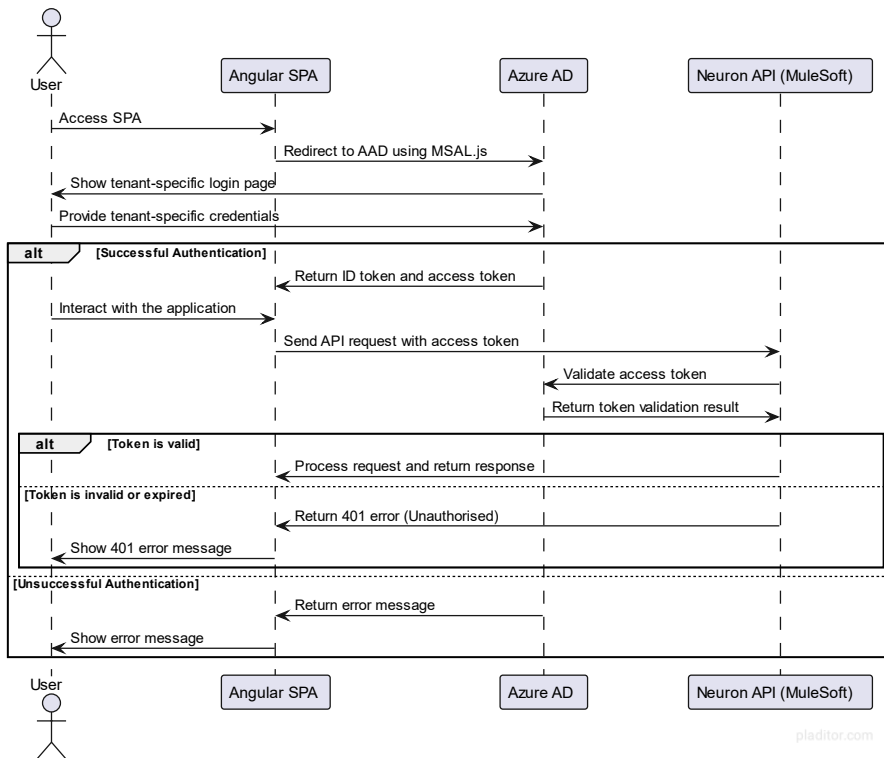 User
Angular SPA
Azure AD
Neuron API (MuleSoft)
Access SPA
Redirect to AAD using MSAL.js
Show tenant-specific login page
Provide tenant-specific credentials
alt [Successful Authentication]
Return ID token and access token
Interact with the application
Send API request with access token
Validate access token
Return token validation result
alt [Token is valid]
Process request and return response
[Token is invalid or expired]
Return 401 error (Unauthorised)
Show 401 error message
[Unsuccessful Authentication]
Return error message
Show error message
User
Angular SPA
Azure AD
Neuron API (MuleSoft)
pladitor.com